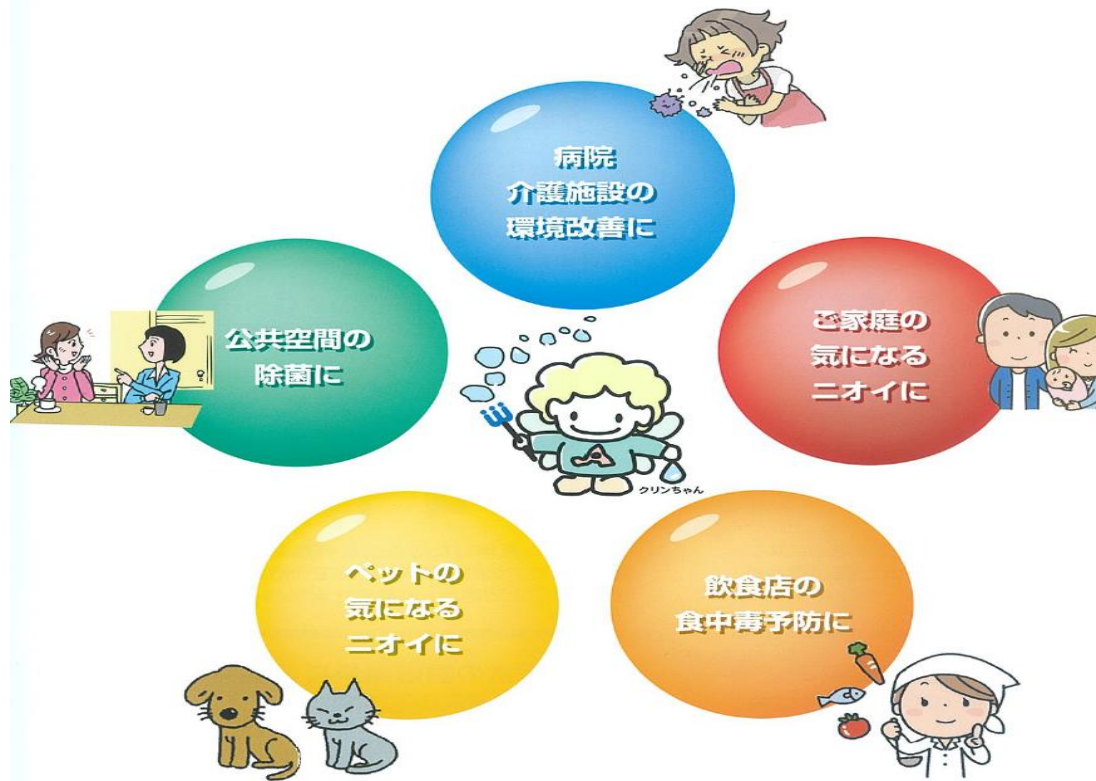 病院
介護施設の
環境改善に
公共空間の
除菌に
ご家庭の
気になる
ニオイに
クリンちゃん
ペットの
気になる
ニオイに
飲食店の
食中毒予防に